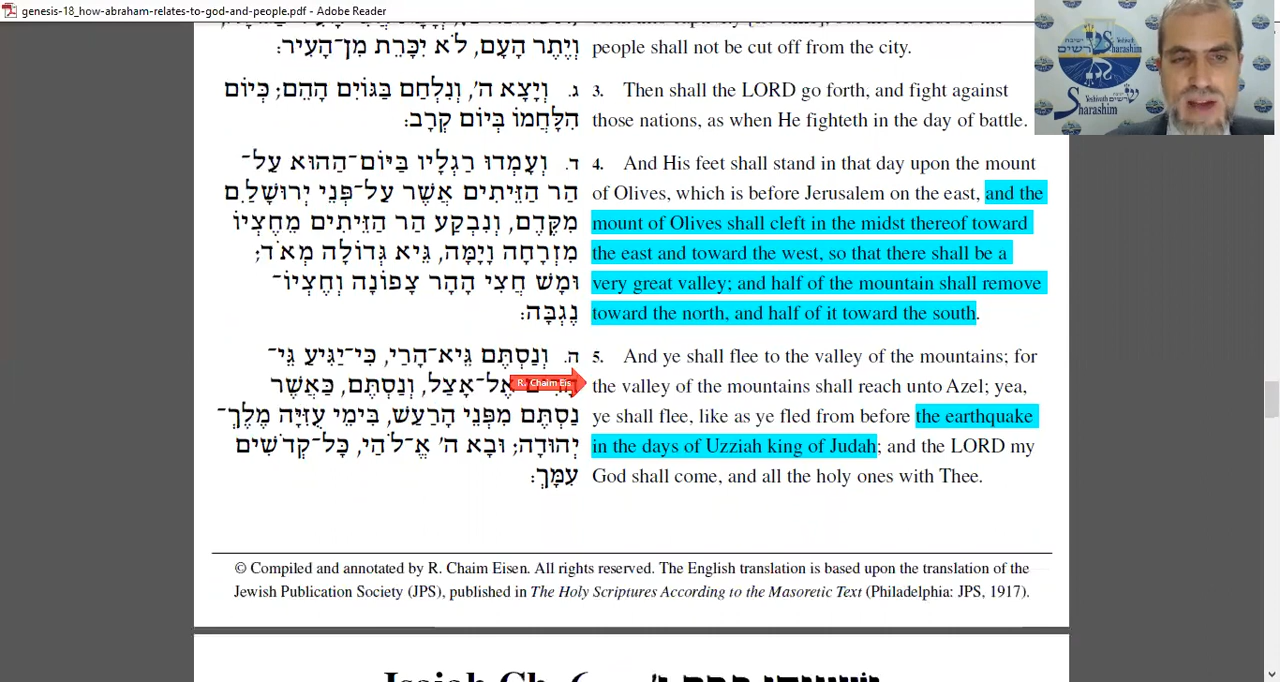 genesis-18_how-abraham-relates-to-god-and-people.pdf - Adobe Reader
וְיֶתֶר הָעָם, לֹא יִכָּרֵת מִן־הָעִיר:
people shall not be cut off from the city.
ג. וְיָצָא ה', וְנִלְחַם בַּגּוֹיִם הָהֵם; כְּיוֹם
הִלָּחֲמוֹ בְּיוֹם קְרָב:
3. Then shall the LORD go forth, and fight against
those nations, as when He fighteth in the day of battle.
ד. וְעָמְדוּ רַגְלָיו בַּיּוֹם־הַהוּא עַל־
הַר הַזֵּיתִים אֲשֶׁר עַל־פְּנֵי יְרוּשָׁלַ‍ִם
מִקֶּדֶם, וְנִבְקַע הַר הַזֵּיתִים מֵחֶצְיוֹ
מִזְרָחָה וָיָמָּה, גֵּיא גְּדוֹלָה מְאֹד;
וּמָשׁ חֲצִי הָהָר צָפוֹנָה וְחֶצְיוֹ־
נֶגְבָּה:
4. And His feet shall stand in that day upon the mount
of Olives, which is before Jerusalem on the east, and the
mount of Olives shall cleft in the midst thereof toward
the east and toward the west, so that there shall be a
very great valley; and half of the mountain shall remove
toward the north, and half of it toward the south.
ה. וְנַסְתֶּם גֵּיא־הָרַי, כִּי־יַגִּיעַ גֵּי־
אֶל־אָצַל, וְנַסְתֶּם, כַּאֲשֶׁר
נַסְתֶּם מִפְּנֵי הָרַעַשׁ, בִּימֵי עֻזִּיָּה מֶלֶךְ־
יְהוּדָה; וּבָא ה' אֱ־לֹהַי, כָּל־קְדֹשִׁים
עִמָּךְ:
R. Chaim Eis
5. And ye shall flee to the valley of the mountains; for
the valley of the mountains shall reach unto Azel; yea,
ye shall flee, like as ye fled from before the earthquake
in the days of Uzziah king of Judah; and the LORD my
God shall come, and all the holy ones with Thee.
© Compiled and annotated by R. Chaim Eisen. All rights reserved. The English translation is based upon the translation of the
Jewish Publication Society (JPS), published in The Holy Scriptures According to the Masoretic Text (Philadelphia: JPS, 1917).
Yeshivath
Sharashim